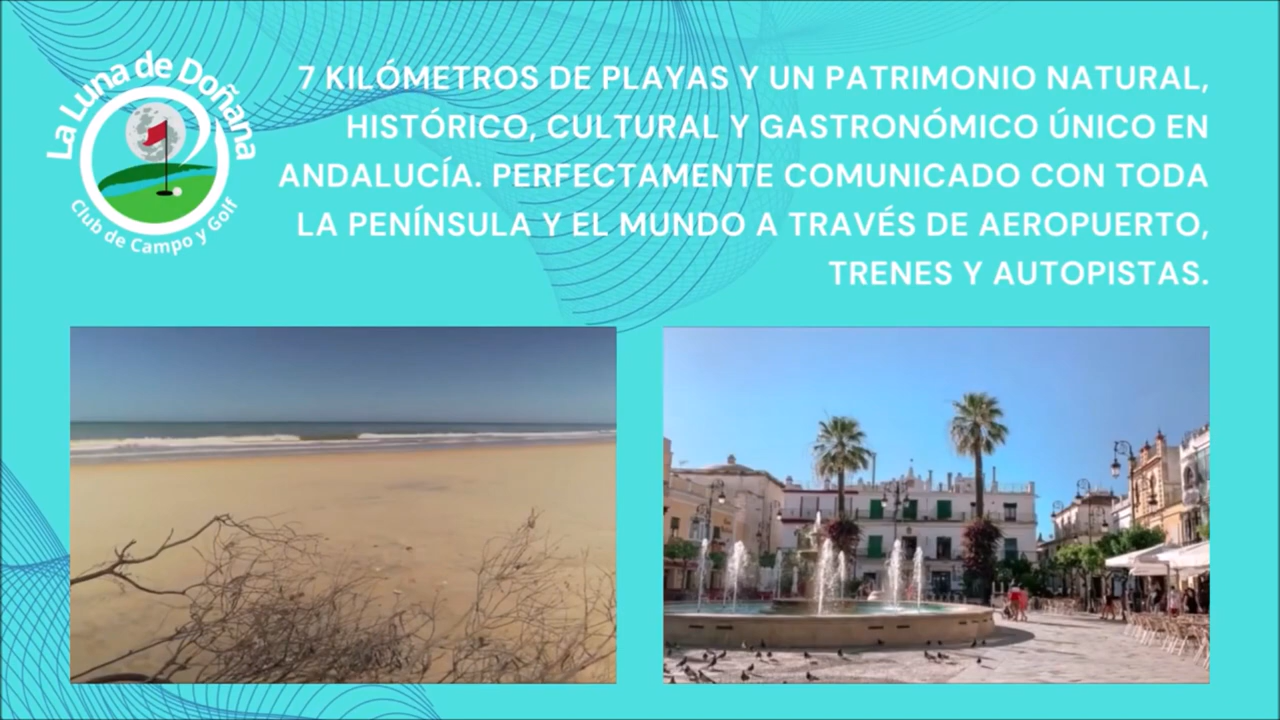 La Luna de Doñana
Club de Campo y Golf
7 KILÓMETROS DE PLAYAS Y UN PATRIMONIO NATURAL,
HISTÓRICO, CULTURAL Y GASTRONÓMICO ÚNICO EN
ANDALUCÍA. PERFECTAMENTE COMUNICADO CON TODA
LA PENÍNSULA Y EL MUNDO A TRAVÉS DE AEROPUERTO,
TRENES Y AUTOPISTAS.